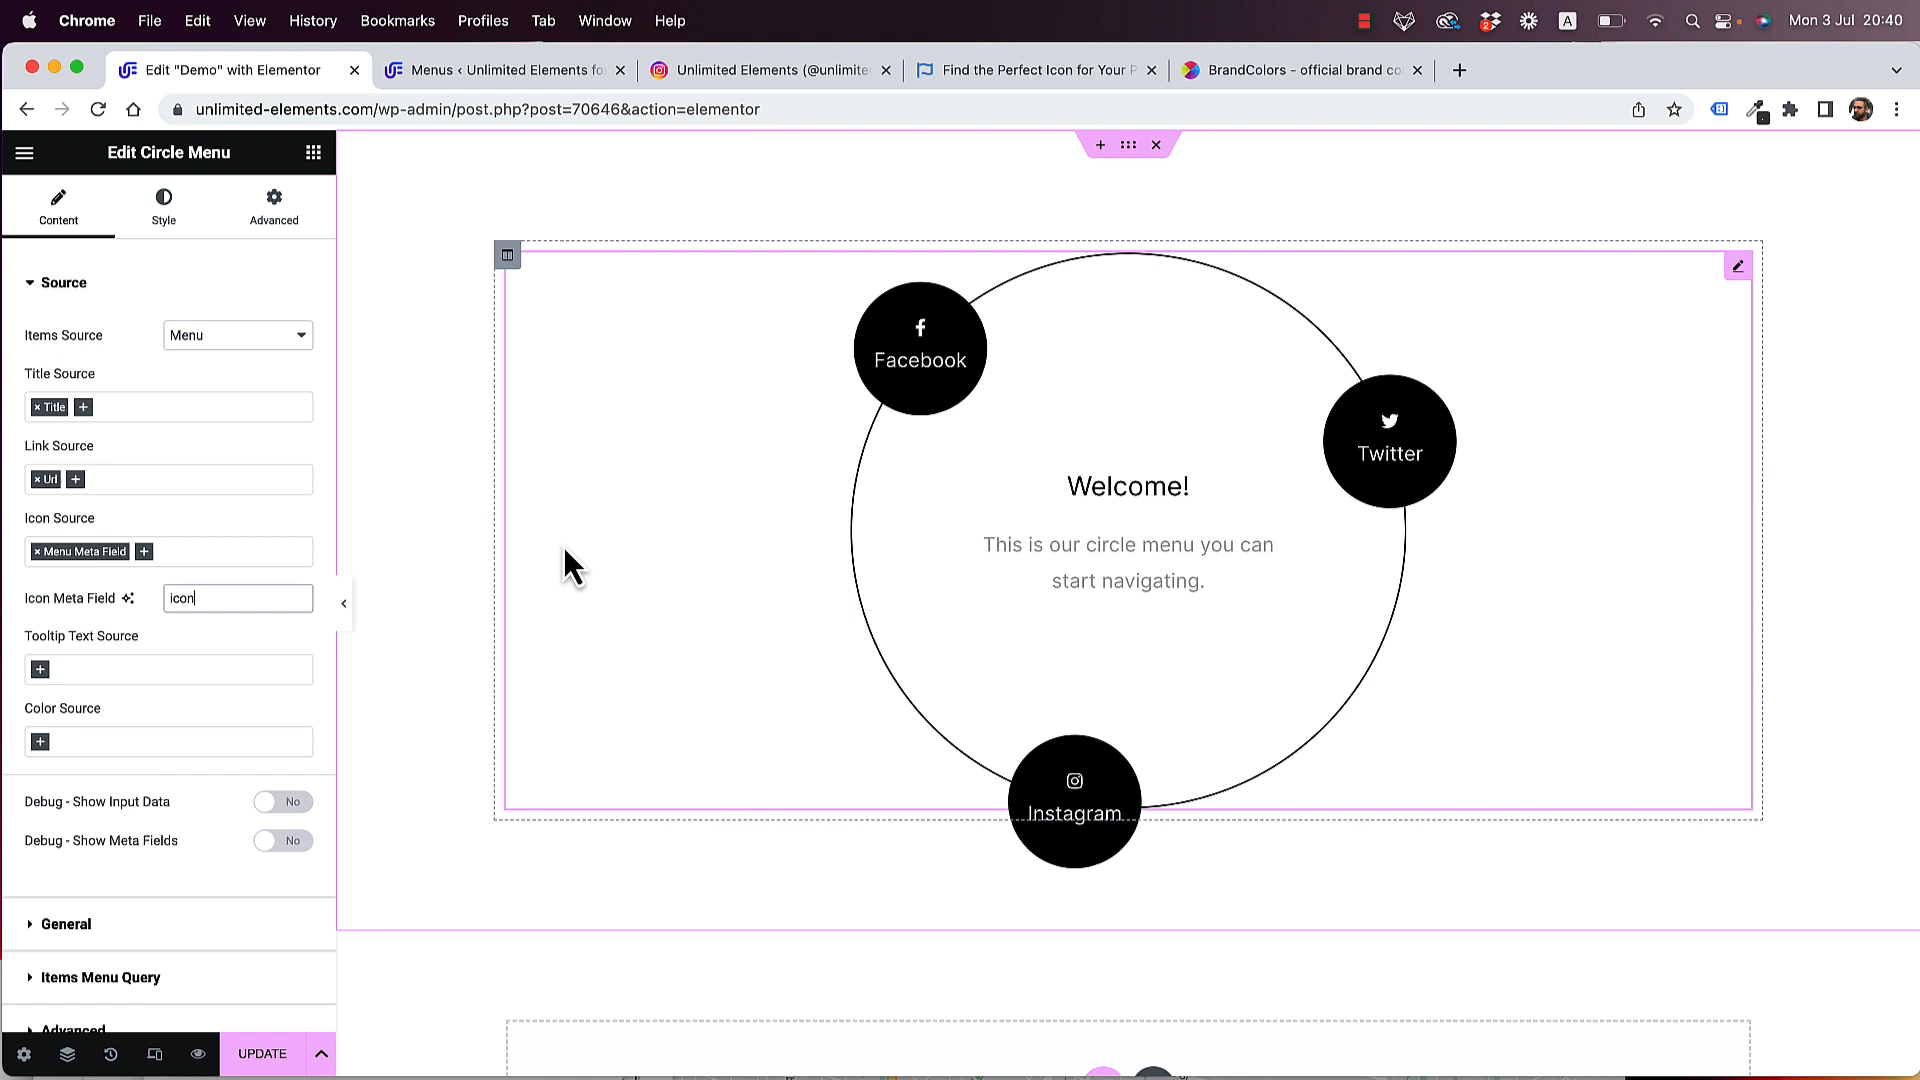 Chrome File Edit View History Bookmarks Profiles Tab Window Help
2 A Mon 3 Jul 20:40
Edit "Demo" with Elementor
Menus ‹ Unlimited Elements fo
Unlimited Elements (@unlimite
Find the Perfect Icon for Your P
BrandColors - official brand co
unlimited-elements.com/wp-admin/post.php?post=70646&action=elementor
Edit Circle Menu
Content Style Advanced
Source
Items Source Menu
Title Source
× Title +
Link Source
× Url +
Icon Source
× Menu Meta Field +
Icon Meta Field icon
Tooltip Text Source
+
Color Source
+
Debug - Show Input Data No
Debug - Show Meta Fields No
General
Items Menu Query
Advanced
UPDATE
Facebook
Twitter
Welcome!
This is our circle menu you can
start navigating.
Instagram